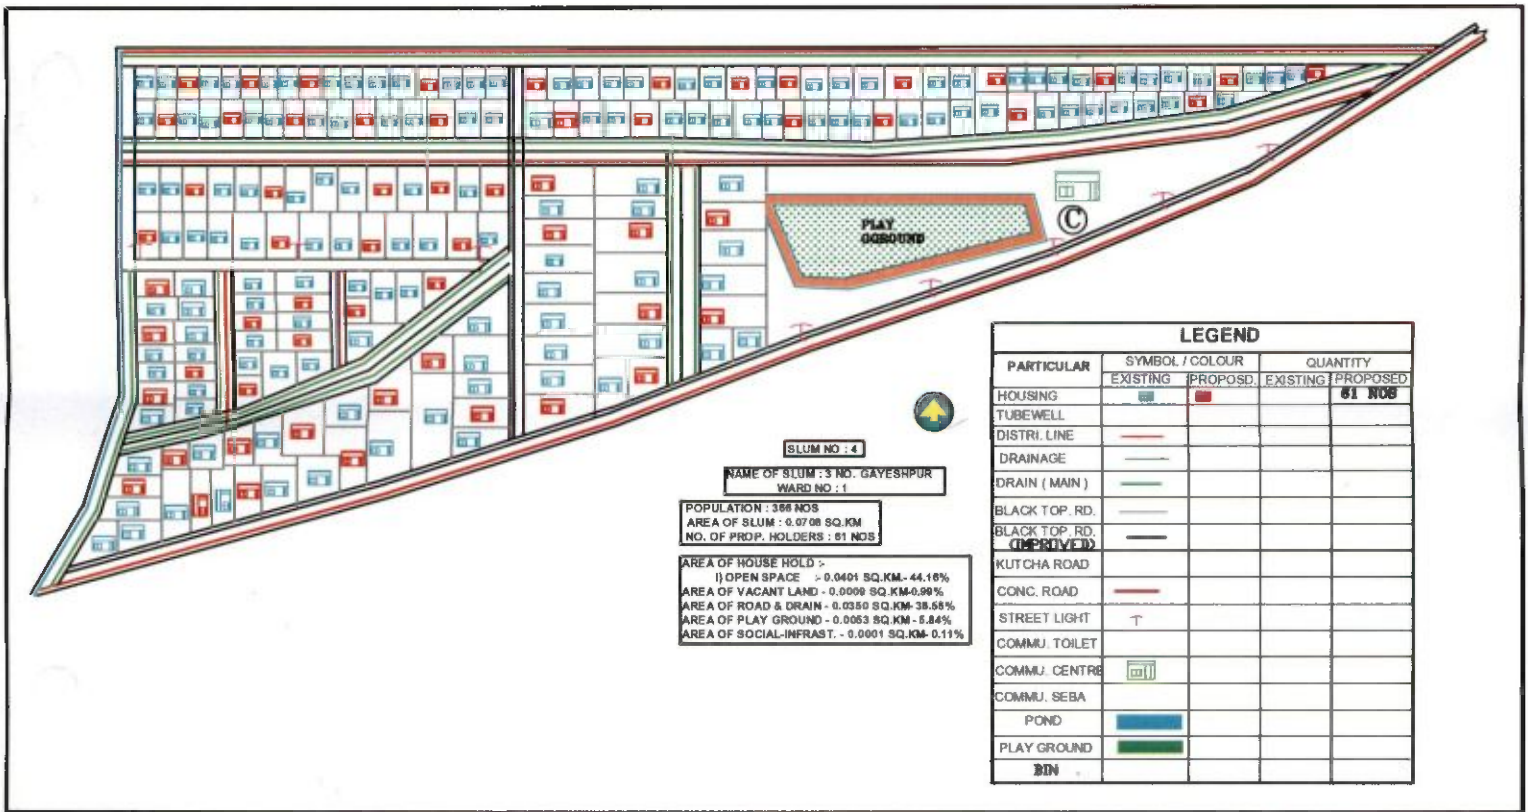 PLAY
GOROUND
C
SLUM NO : 4
NAME OF SLUM : 3 NO. GAYESHPUR
WARD NO : 1
POPULATION : 366 NOS
AREA OF SLUM : 0.0708 SQ.KM
NO. OF PROP. HOLDERS : 61 NOS
AREA OF HOUSE HOLD :-
I) OPEN SPACE :- 0.0401 SQ.KM.- 44.16%
AREA OF VACANT LAND - 0.0009 SQ.KM-0.99%
AREA OF ROAD & DRAIN - 0.0350 SQ.KM- 38.55%
AREA OF PLAY GROUND - 0.0053 SQ.KM - 5.84%
AREA OF SOCIAL-INFRAST. - 0.0001 SQ.KM- 0.11%
LEGEND
PARTICULAR SYMBOL / COLOUR QUANTITY
EXISTING PROPOSD. EXISTING PROPOSED
HOUSING 61 NOS
TUBEWELL
DISTRI. LINE
DRAINAGE
DRAIN ( MAIN )
BLACK TOP. RD.
BLACK TOP. RD.
(IMPROVED)
KUTCHA ROAD
CONC. ROAD
STREET LIGHT
COMMU. TOILET
COMMU. CENTRE
COMMU. SEBA
POND
PLAY GROUND
BIN